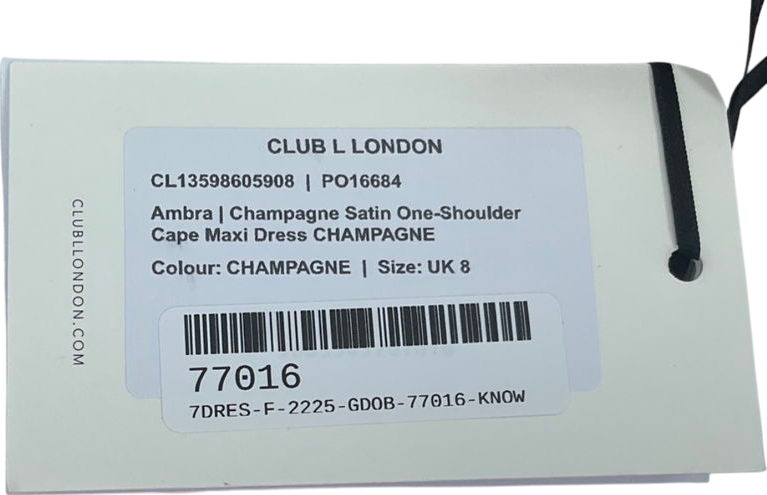 CLUB L LONDON
CL13598605908 | PO16684
Ambra | Champagne Satin One-Shoulder
Cape Maxi Dress CHAMPAGNE
Colour: CHAMPAGNE | Size: UK 8
77016
7DRES-F-2225-GDOB-77016-KNOW
CLUBLLONDON.COM